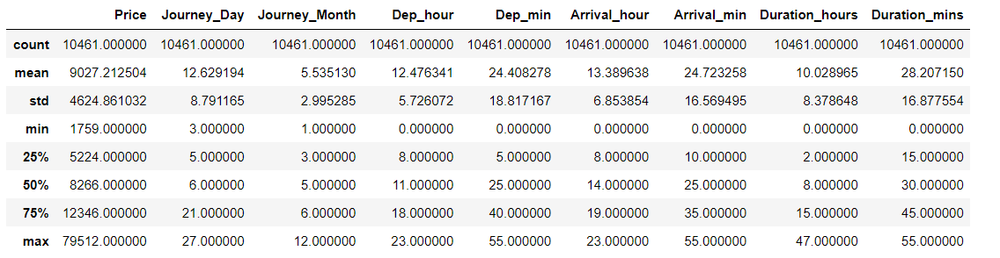 Price Journey_Day Journey_Month Dep_hour Dep_min Arrival_hour Arrival_min Duration_hours Duration_mins
count 10461.000000 10461.000000 10461.000000 10461.000000 10461.000000 10461.000000 10461.000000 10461.000000 10461.000000
mean 9027.212504 12.629194 5.535130 12.476341 24.408278 13.389638 24.723258 10.028965 28.207150
std 4624.861032 8.791165 2.995285 5.726072 18.817167 6.853854 16.569495 8.378648 16.877554
min 1759.000000 3.000000 1.000000 0.000000 0.000000 0.000000 0.000000 0.000000 0.000000
25% 5224.000000 5.000000 3.000000 8.000000 5.000000 8.000000 10.000000 2.000000 15.000000
50% 8266.000000 6.000000 5.000000 11.000000 25.000000 14.000000 25.000000 8.000000 30.000000
75% 12346.000000 21.000000 6.000000 18.000000 40.000000 19.000000 35.000000 15.000000 45.000000
max 79512.000000 27.000000 12.000000 23.000000 55.000000 23.000000 55.000000 47.000000 55.000000